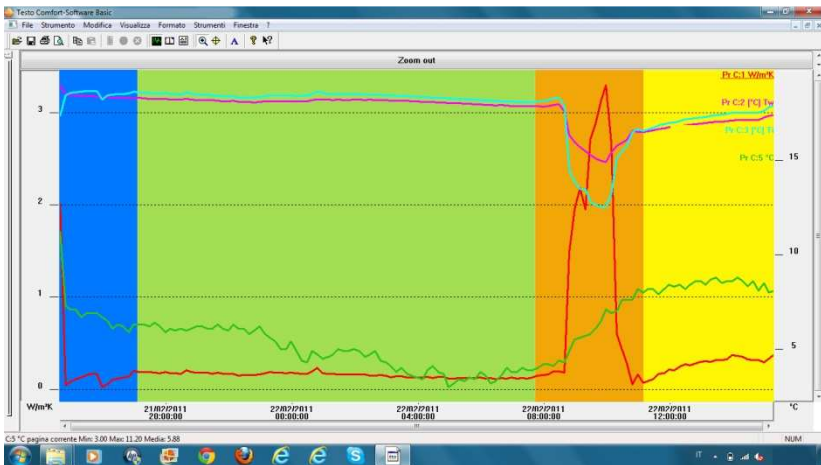 Testo Comfort-Software Basic
File Strumento Modifica Visualizza Formato Strumenti Finestra ?
Zoom out
Pr C:1 W/m²K
3
Pr C:2 [°C] Tw
Pr C:3 [°C] Ti
Pr C:5 °C
15
2
10
1
5
0
W/m²K
21/02/2011
20:00:00
22/02/2011
00:00:00
22/02/2011
04:00:00
22/02/2011
08:00:00
22/02/2011
12:00:00
°C
C:5 °C pagina corrente Min: 3.00 Max: 11.20 Media: 5.88
NUM
IT